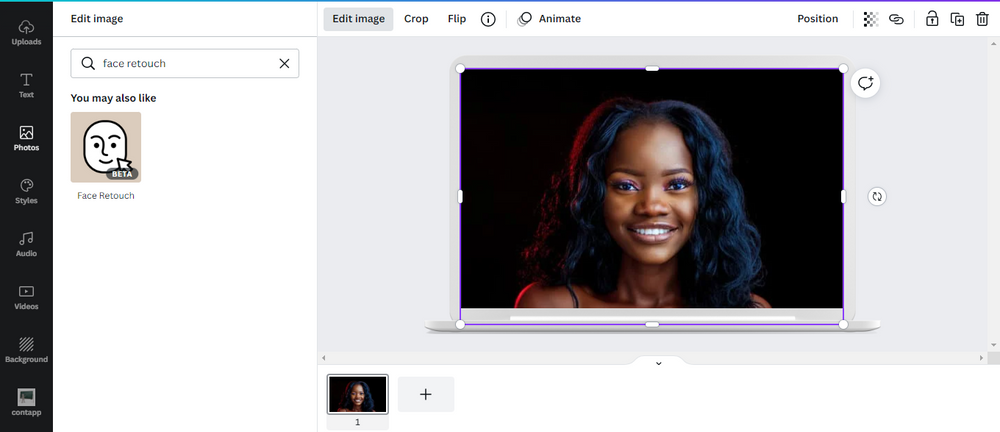 Edit image
Edit image
Crop
Flip
Animate
Position
Uploads
Text
Photos
Styles
Audio
Videos
Background
contapp
face retouch
You may also like
BETA
Face Retouch
1